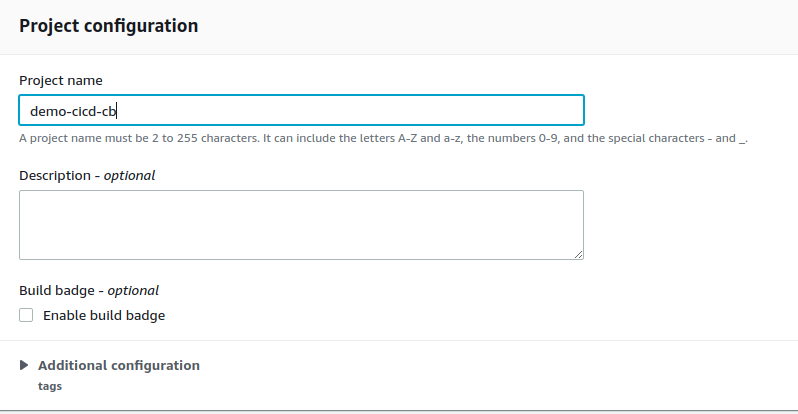 Project configuration
Project name
demo-cicd-cb
A project name must be 2 to 255 characters. It can include the letters A-Z and a-z, the numbers 0-9, and the special characters - and _.
Description - optional
Build badge - optional
Enable build badge
Additional configuration
tags